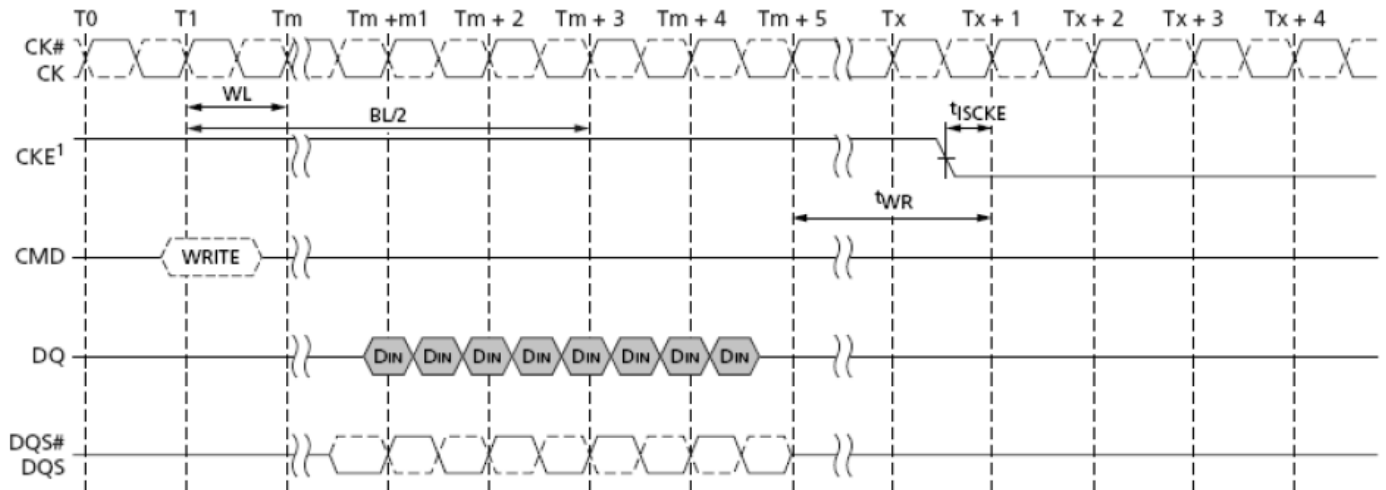 T0 T1 Tm Tm +m1 Tm + 2 Tm + 3 Tm + 4 Tm + 5 Tx Tx + 1 Tx + 2 Tx + 3 Tx + 4
CK#
CK
WL
BL/2
tISCKE
CKE1
tWR
CMD WRITE
DQ DIN DIN DIN DIN DIN DIN DIN DIN
DQS#
DQS